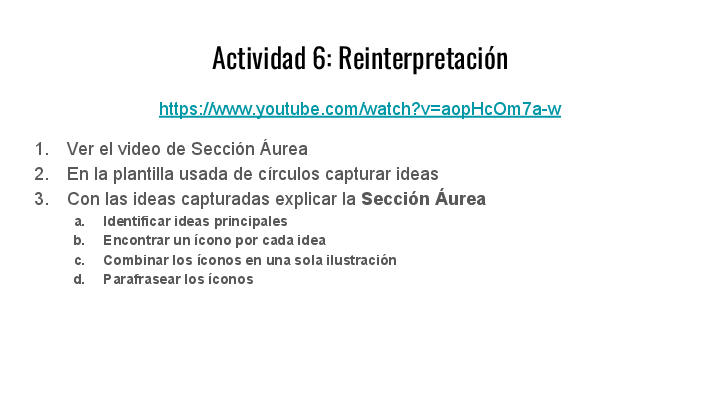 Actividad 6: Reinterpretación
https://www.youtube.com/watch?v=aopHcOm7a-w
1. Ver el video de Sección Áurea
2. En la plantilla usada de círculos capturar ideas
3. Con las ideas capturadas explicar la Sección Áurea
a. Identificar ideas principales
b. Encontrar un ícono por cada idea
c. Combinar los íconos en una sola ilustración
d. Parafrasear los íconos